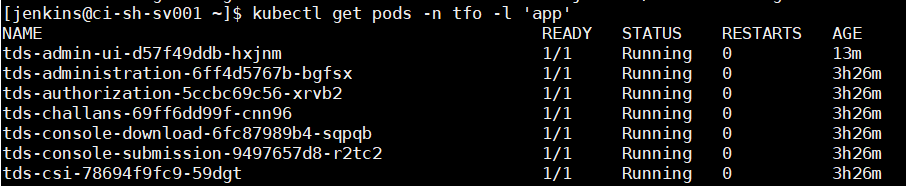 [jenkins@ci-sh-sv001 ~]$ kubectl get pods -n tfo -l 'app'
NAME READY STATUS RESTARTS AGE
tds-admin-ui-d57f49ddb-hxjnm 1/1 Running 0 13m
tds-administration-6ff4d5767b-bgfsx 1/1 Running 0 3h26m
tds-authorization-5ccbc69c56-xrvb2 1/1 Running 0 3h26m
tds-challans-69ff6dd99f-cnn96 1/1 Running 0 3h26m
tds-console-download-6fc87989b4-sqpqb 1/1 Running 0 3h26m
tds-console-submission-9497657d8-r2tc2 1/1 Running 0 3h26m
tds-csi-78694f9fc9-59dgt 1/1 Running 0 3h26m